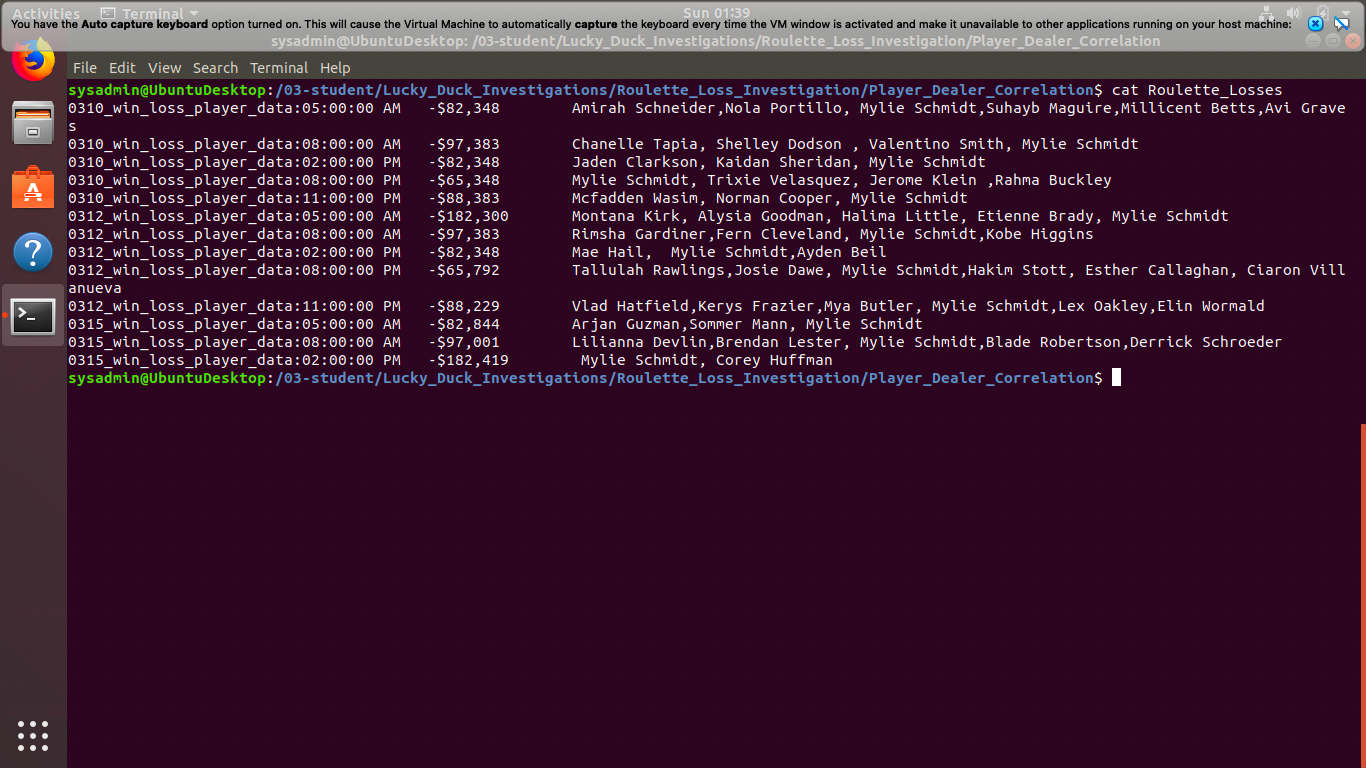 Activities Terminal Sun 01:39
You have the Auto capture keyboard option turned on. This will cause the Virtual Machine to automatically capture the keyboard every time the VM window is activated and make it unavailable to other applications running on your host machine:
sysadmin@UbuntuDesktop: /03-student/Lucky_Duck_Investigations/Roulette_Loss_Investigation/Player_Dealer_Correlation
File Edit View Search Terminal Help
sysadmin@UbuntuDesktop:/03-student/Lucky_Duck_Investigations/Roulette_Loss_Investigation/Player_Dealer_Correlation$ cat Roulette_Losses
0310_win_loss_player_data:05:00:00 AM -$82,348 Amirah Schneider,Nola Portillo, Mylie Schmidt,Suhayb Maguire,Millicent Betts,Avi Grave
s
0310_win_loss_player_data:08:00:00 AM -$97,383 Chanelle Tapia, Shelley Dodson , Valentino Smith, Mylie Schmidt
0310_win_loss_player_data:02:00:00 PM -$82,348 Jaden Clarkson, Kaidan Sheridan, Mylie Schmidt
0310_win_loss_player_data:08:00:00 PM -$65,348 Mylie Schmidt, Trixie Velasquez, Jerome Klein ,Rahma Buckley
0310_win_loss_player_data:11:00:00 PM -$88,383 Mcfadden Wasim, Norman Cooper, Mylie Schmidt
0312_win_loss_player_data:05:00:00 AM -$182,300 Montana Kirk, Alysia Goodman, Halima Little, Etienne Brady, Mylie Schmidt
0312_win_loss_player_data:08:00:00 AM -$97,383 Rimsha Gardiner,Fern Cleveland, Mylie Schmidt,Kobe Higgins
0312_win_loss_player_data:02:00:00 PM -$82,348 Mae Hail,  Mylie Schmidt,Ayden Beil
0312_win_loss_player_data:08:00:00 PM -$65,792 Tallulah Rawlings,Josie Dawe, Mylie Schmidt,Hakim Stott, Esther Callaghan, Ciaron Vill
anueva
0312_win_loss_player_data:11:00:00 PM -$88,229 Vlad Hatfield,Kerys Frazier,Mya Butler, Mylie Schmidt,Lex Oakley,Elin Wormald
0315_win_loss_player_data:05:00:00 AM -$82,844 Arjan Guzman,Sommer Mann, Mylie Schmidt
0315_win_loss_player_data:08:00:00 AM -$97,001 Lilianna Devlin,Brendan Lester, Mylie Schmidt,Blade Robertson,Derrick Schroeder
0315_win_loss_player_data:02:00:00 PM -$182,419 Mylie Schmidt, Corey Huffman
sysadmin@UbuntuDesktop:/03-student/Lucky_Duck_Investigations/Roulette_Loss_Investigation/Player_Dealer_Correlation$